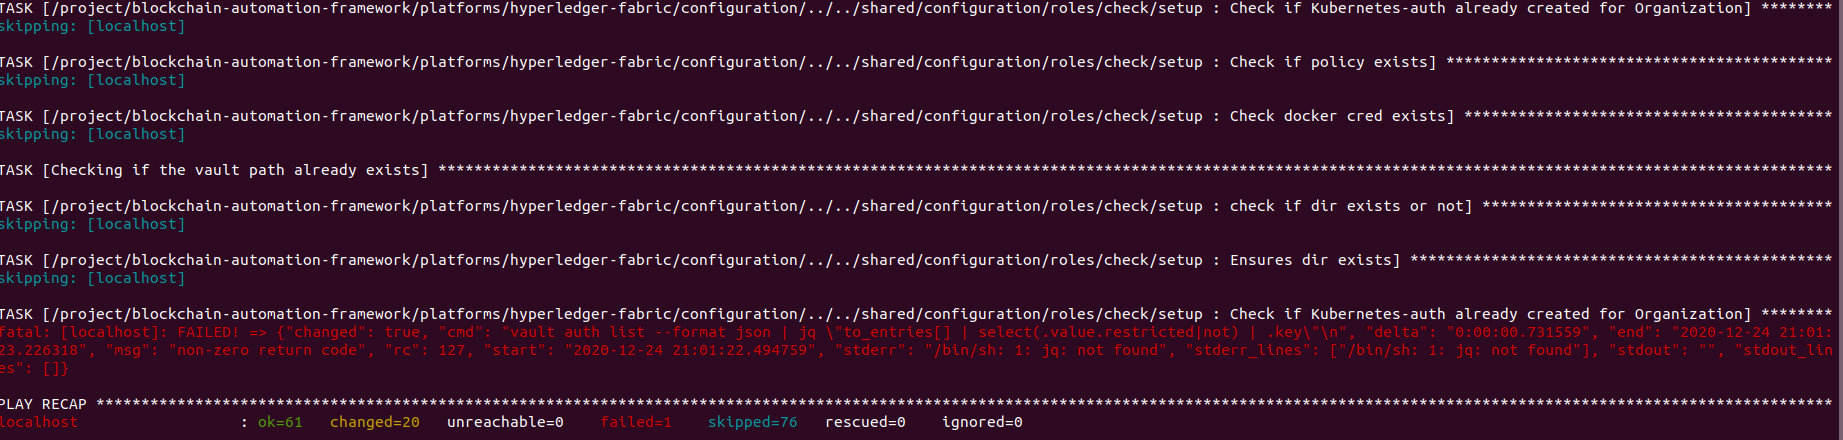 TASK [/project/blockchain-automation-framework/platforms/hyperledger-fabric/configuration/../../shared/configuration/roles/check/setup : Check if Kubernetes-auth already created for Organization] ********
skipping: [localhost]
TASK [/project/blockchain-automation-framework/platforms/hyperledger-fabric/configuration/../../shared/configuration/roles/check/setup : Check if policy exists] *******************************************
skipping: [localhost]
TASK [/project/blockchain-automation-framework/platforms/hyperledger-fabric/configuration/../../shared/configuration/roles/check/setup : Check docker cred exists] *****************************************
skipping: [localhost]
TASK [Checking if the vault path already exists] ***********************************************************************************************************************************************************
TASK [/project/blockchain-automation-framework/platforms/hyperledger-fabric/configuration/../../shared/configuration/roles/check/setup : check if dir exists or not] ***************************************
skipping: [localhost]
TASK [/project/blockchain-automation-framework/platforms/hyperledger-fabric/configuration/../../shared/configuration/roles/check/setup : Ensures dir exists] ***********************************************
skipping: [localhost]
TASK [/project/blockchain-automation-framework/platforms/hyperledger-fabric/configuration/../../shared/configuration/roles/check/setup : Check if Kubernetes-auth already created for Organization] ********
fatal: [localhost]: FAILED! => {"changed": true, "cmd": "vault auth list --format json | jq \"to_entries[] | select(.value.restricted|not) | .key\"\n", "delta": "0:00:00.731559", "end": "2020-12-24 21:01:
23.226318", "msg": "non-zero return code", "rc": 127, "start": "2020-12-24 21:01:22.494759", "stderr": "/bin/sh: 1: jq: not found", "stderr_lines": ["/bin/sh: 1: jq: not found"], "stdout": "", "stdout_lin
es": []}
PLAY RECAP *************************************************************************************************************************************************************************************************
localhost : ok=61 changed=20 unreachable=0 failed=1 skipped=76 rescued=0 ignored=0